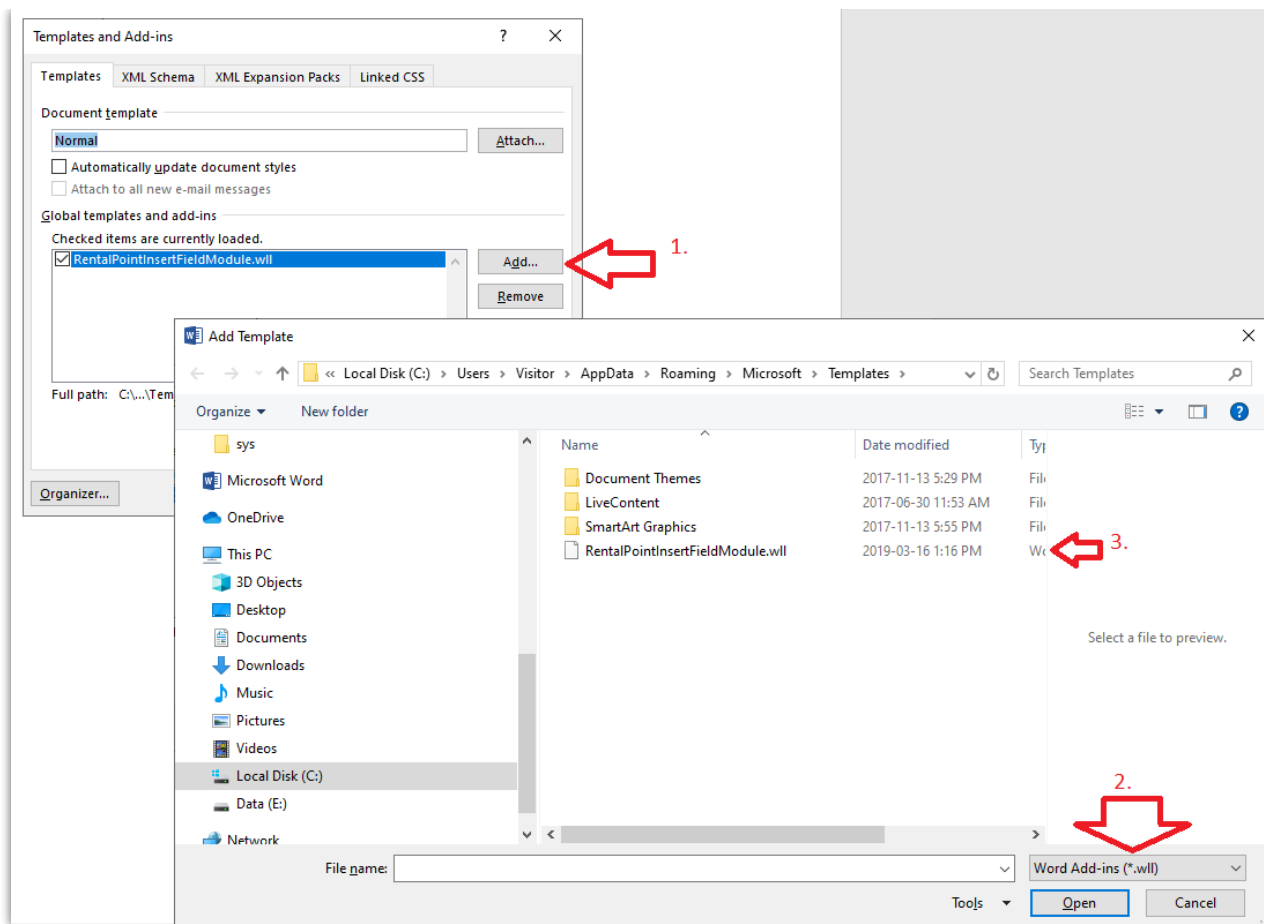 Templates and Add-ins ? ×
Templates XML Schema XML Expansion Packs Linked CSS
Document template
Normal Attach...
Automatically update document styles
Attach to all new e-mail messages
Global templates and add-ins
Checked items are currently loaded.
RentalPointInsertFieldModule.wll Add... 1.
Remove
Full path: C:\...\Tem
Organizer...
Add Template ×
« Local Disk (C:) › Users › Visitor › AppData › Roaming › Microsoft › Templates › Search Templates
Organize New folder ?
sys
Microsoft Word
OneDrive
This PC
3D Objects
Desktop
Documents
Downloads
Music
Pictures
Videos
Local Disk (C:)
Data (E:)
Network
Name Date modified Typ
Document Themes 2017-11-13 5:29 PM File
LiveContent 2017-06-30 11:53 AM File
SmartArt Graphics 2017-11-13 5:55 PM File
RentalPointInsertFieldModule.wll 2019-03-16 1:16 PM Wo 3.
Select a file to preview.
2.
File name: Word Add-ins (*.wll)
Tools Open Cancel